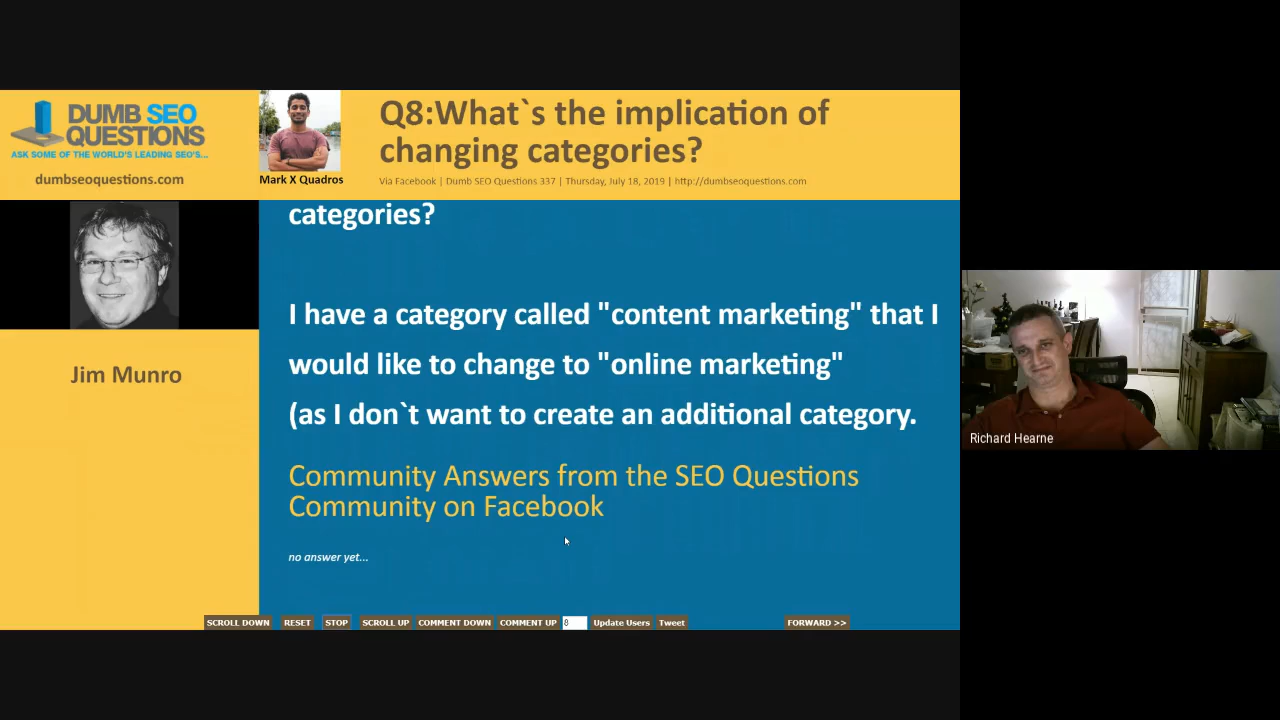 DUMB SEO
QUESTIONS
ASK SOME OF THE WORLD'S LEADING SEO'S...
dumbseoquestions.com
Mark X Quadros
Q8:What`s the implication of
changing categories?
Via Facebook | Dumb SEO Questions 337 | Thursday, July 18, 2019 | http://dumbseoquestions.com
Jim Munro
categories?
I have a category called "content marketing" that I
would like to change to "online marketing"
(as I don`t want to create an additional category.
Community Answers from the SEO Questions
Community on Facebook
no answer yet...
SCROLL DOWN RESET STOP SCROLL UP COMMENT DOWN COMMENT UP 8 Update Users Tweet FORWARD >>
Richard Hearne